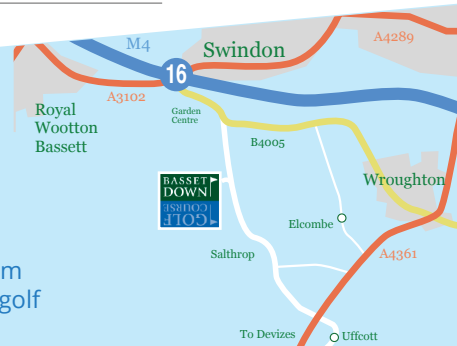 M4
Swindon
A4289
16
A3102
Royal
Wootton
Bassett
Garden
Centre
B4005
BASSET
DOWN
GOLF
COURSE
Wroughton
Elcombe
Salthrop
A4361
m
golf
To Devizes
Uffcott